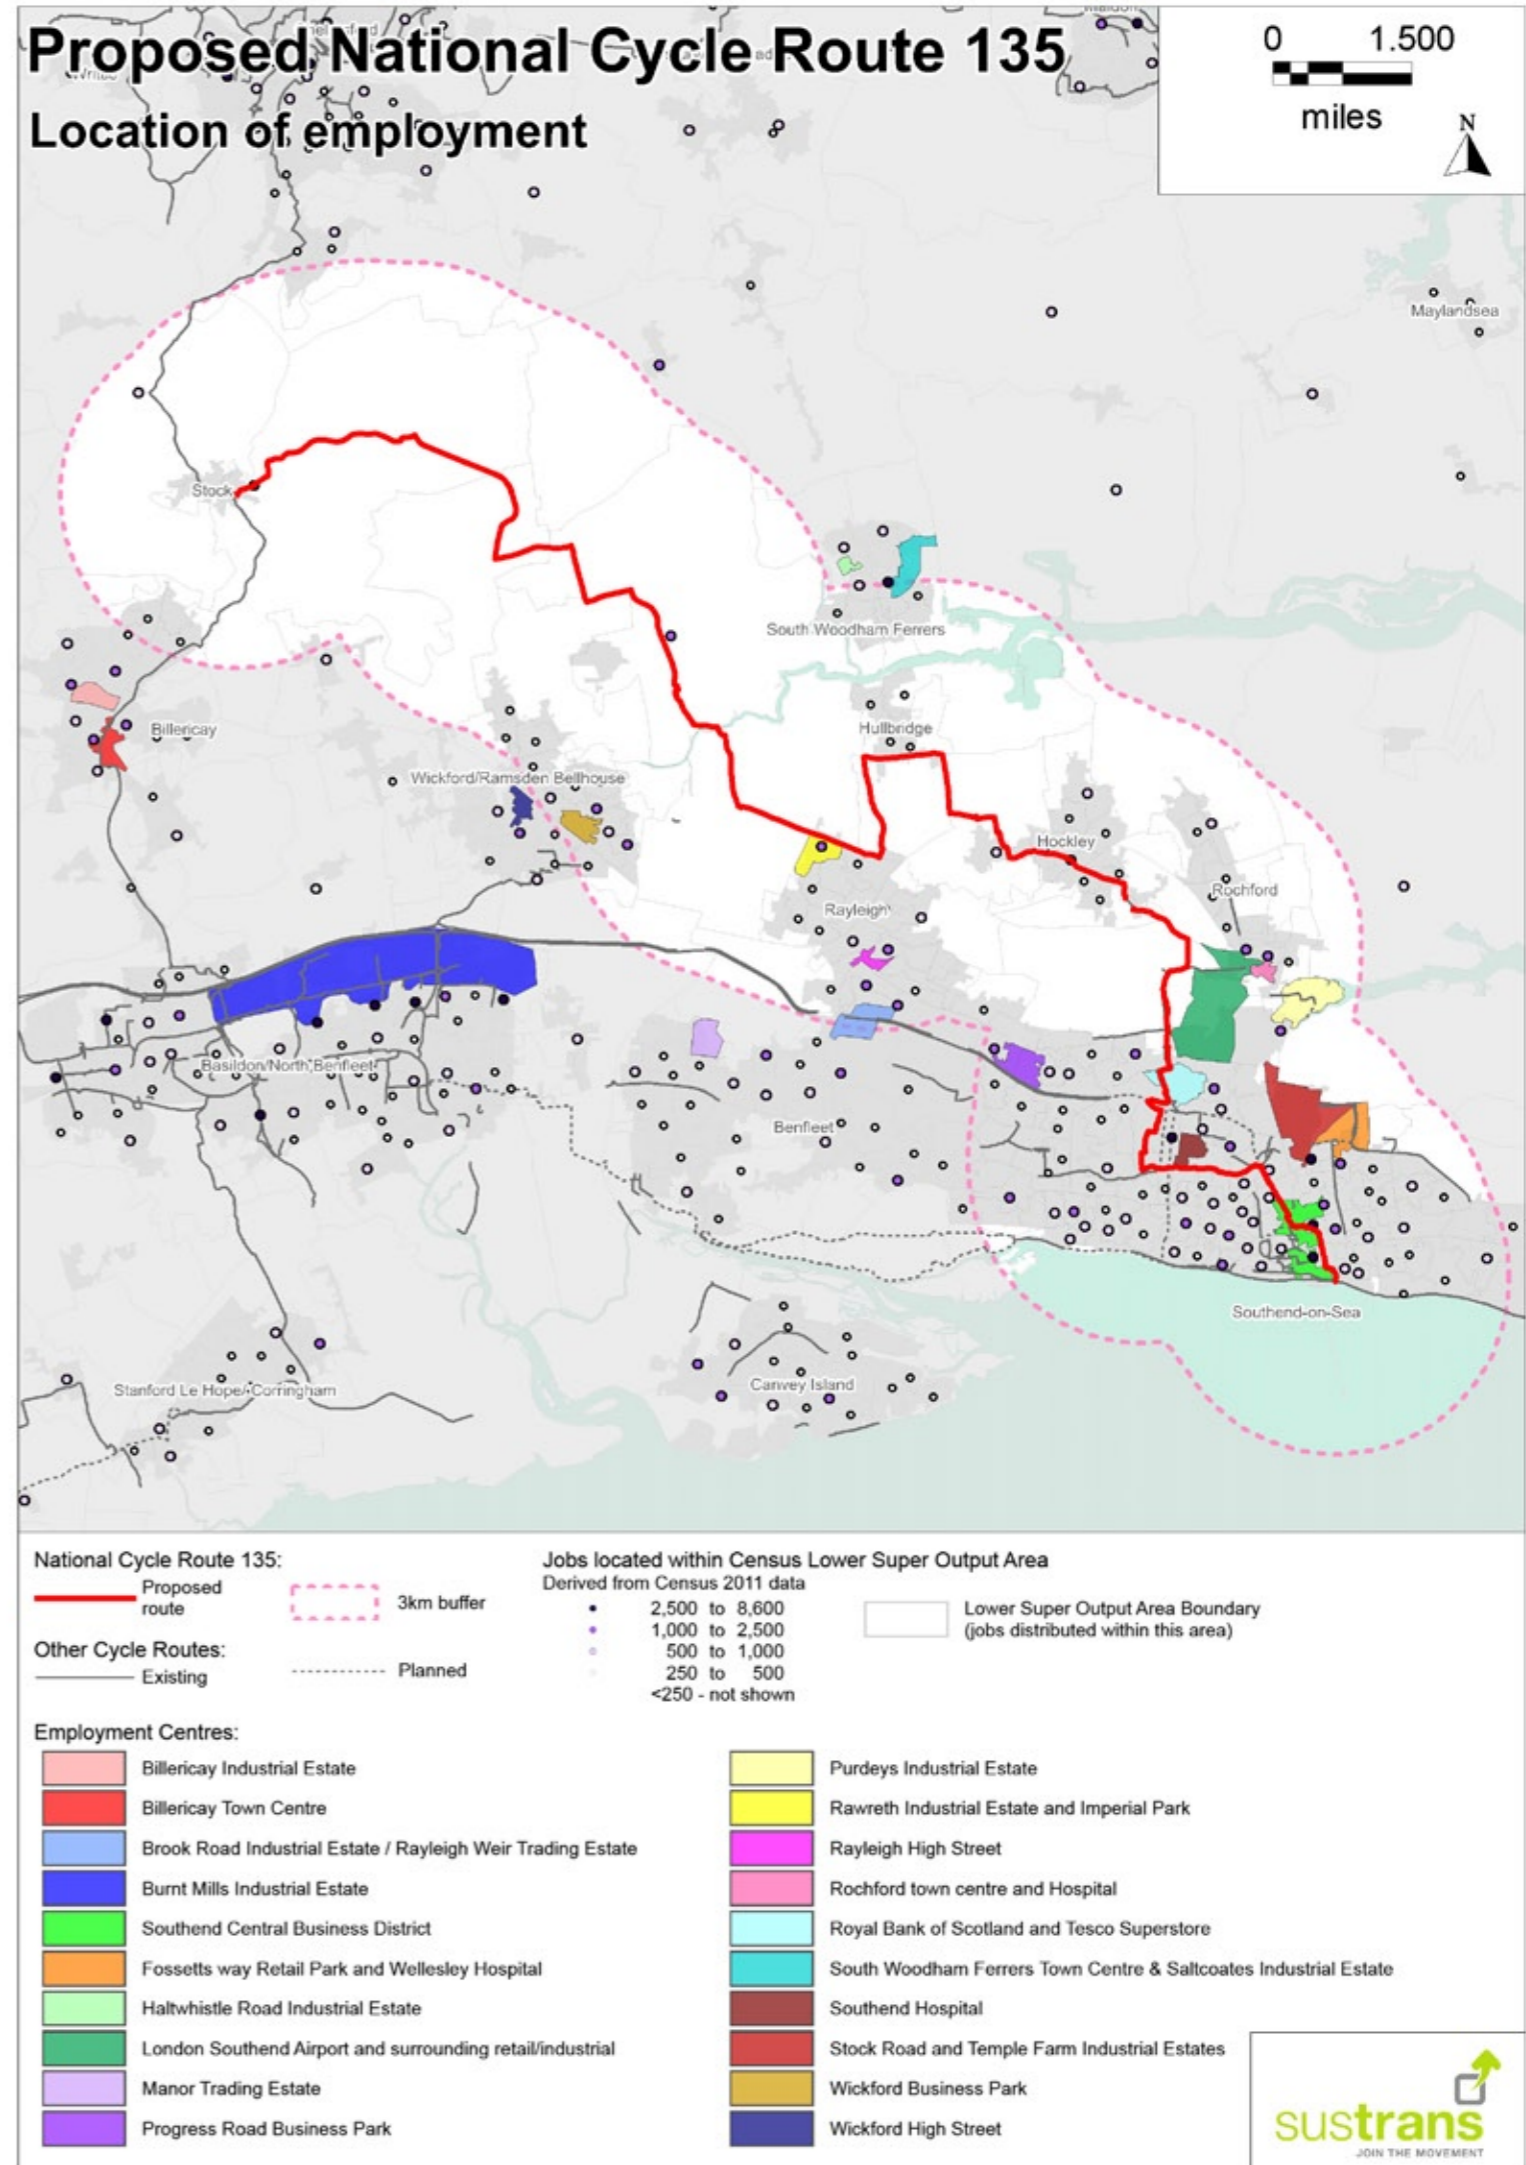 Proposed National Cycle Route 135
Location of employment
0 1.500
miles
N
Maylandsea
Stock
South Woodham Ferrers
Billericay
Hullbridge
Wickford/Ramsden Bellhouse
Hockley
Rochford
Rayleigh
Basildon/North Benfleet
Benfleet
Southend-on-Sea
Canvey Island
Stanford Le Hope/Corringham
National Cycle Route 135:
Proposed
route
3km buffer
Other Cycle Routes:
Existing
Planned
Jobs located within Census Lower Super Output Area
Derived from Census 2011 data
2,500 to 8,600
1,000 to 2,500
500 to 1,000
250 to 500
<250 - not shown
Lower Super Output Area Boundary
(jobs distributed within this area)
Employment Centres:
Billericay Industrial Estate
Billericay Town Centre
Brook Road Industrial Estate / Rayleigh Weir Trading Estate
Burnt Mills Industrial Estate
Southend Central Business District
Fossetts way Retail Park and Wellesley Hospital
Haltwhistle Road Industrial Estate
London Southend Airport and surrounding retail/industrial
Manor Trading Estate
Progress Road Business Park
Purdeys Industrial Estate
Rawreth Industrial Estate and Imperial Park
Rayleigh High Street
Rochford town centre and Hospital
Royal Bank of Scotland and Tesco Superstore
South Woodham Ferrers Town Centre & Saltcoates Industrial Estate
Southend Hospital
Stock Road and Temple Farm Industrial Estates
Wickford Business Park
Wickford High Street
sustrans
JOIN THE MOVEMENT